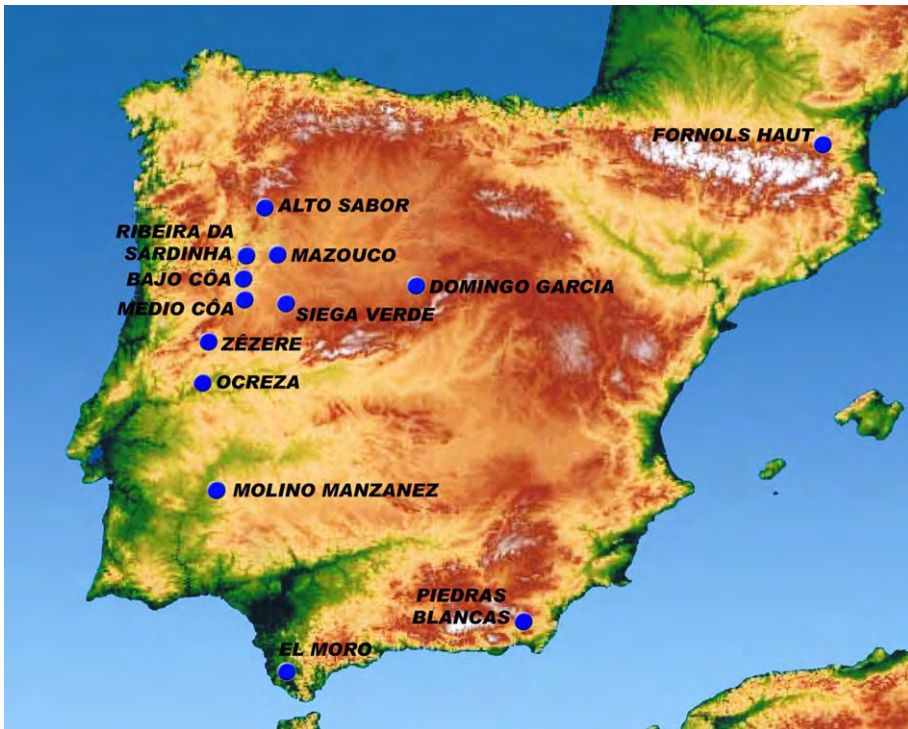 FORNOLS HAUT
ALTO SABOR
RIBEIRA DA
SARDINHA
MAZOUCO
BAJO CÔA
DOMINGO GARCIA
MEDIO CÔA
SIEGA VERDE
ZÊZERE
OCREZA
MOLINO MANZANEZ
PIEDRAS
BLANCAS
EL MORO